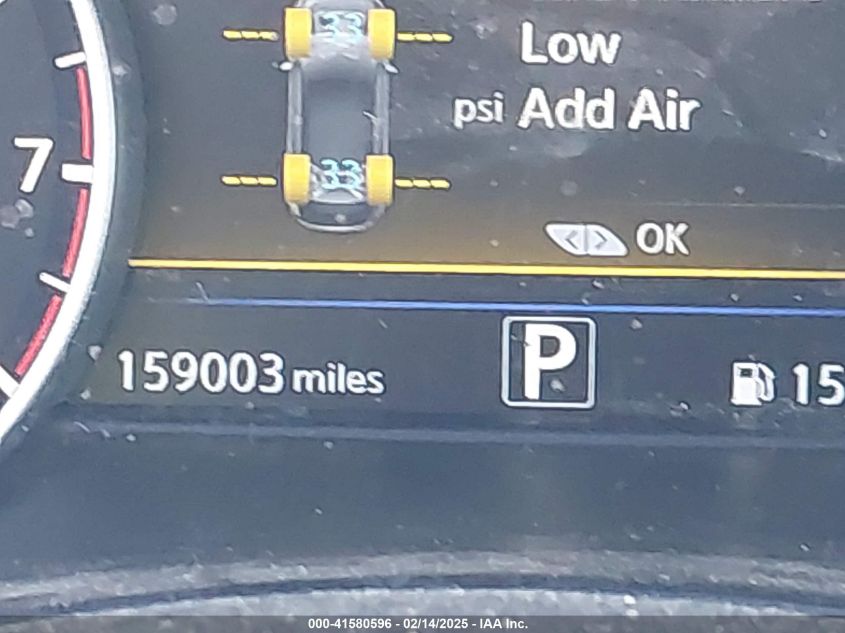 33
Low
psi Add Air
7
33
OK
159003 miles
P
15
000-41580596 - 02/14/2025 - IAA Inc.